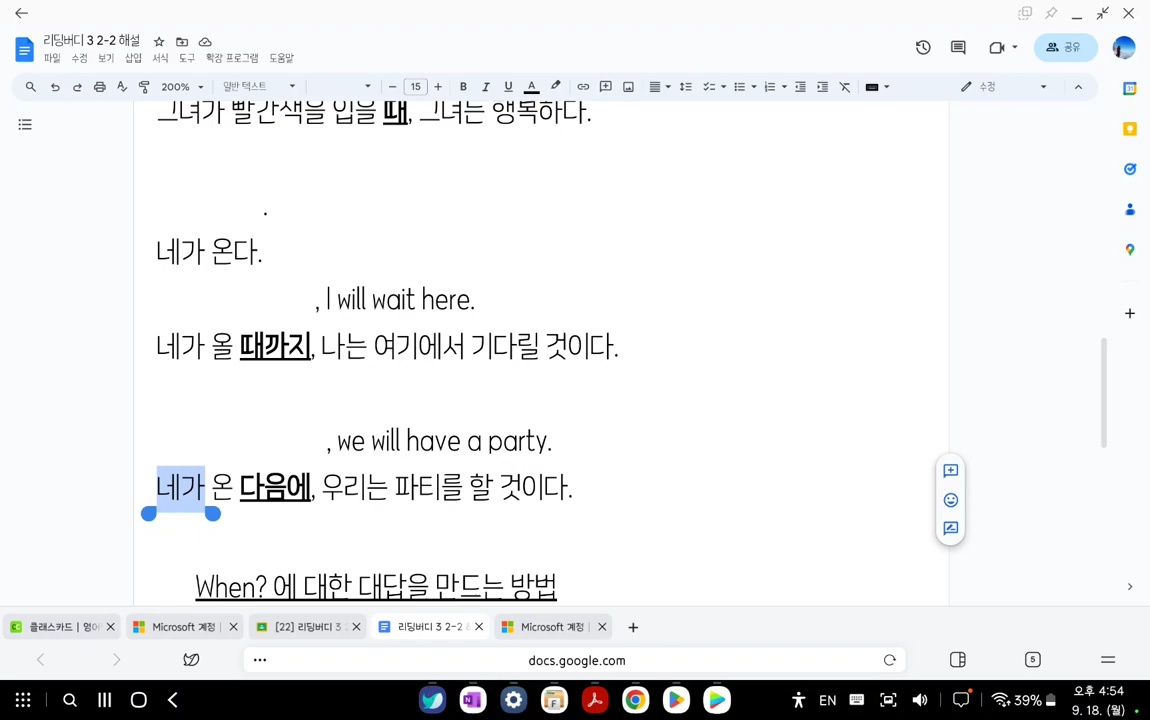 리딩버디 3 2-2 해설
파일 수정 보기 삽입 서식 도구 확장 프로그램 도움말
공유
200% 일반 텍스트 15 수정
그녀가 빨간색을 입을 때, 그녀는 행복하다.
.
네가 온다.
, I will wait here.
네가 올 때까지, 나는 여기에서 기다릴 것이다.
, we will have a party.
네가 온 다음에, 우리는 파티를 할 것이다.
When? 에 대한 대답을 만드는 방법
플래스카드 | 영어 Microsoft 계정 | [22] 리딩버디 3 2 리딩버디 3 2-2 Microsoft 계정 |
docs.google.com
5
EN 39% 오후 4:54
9. 18. (월)